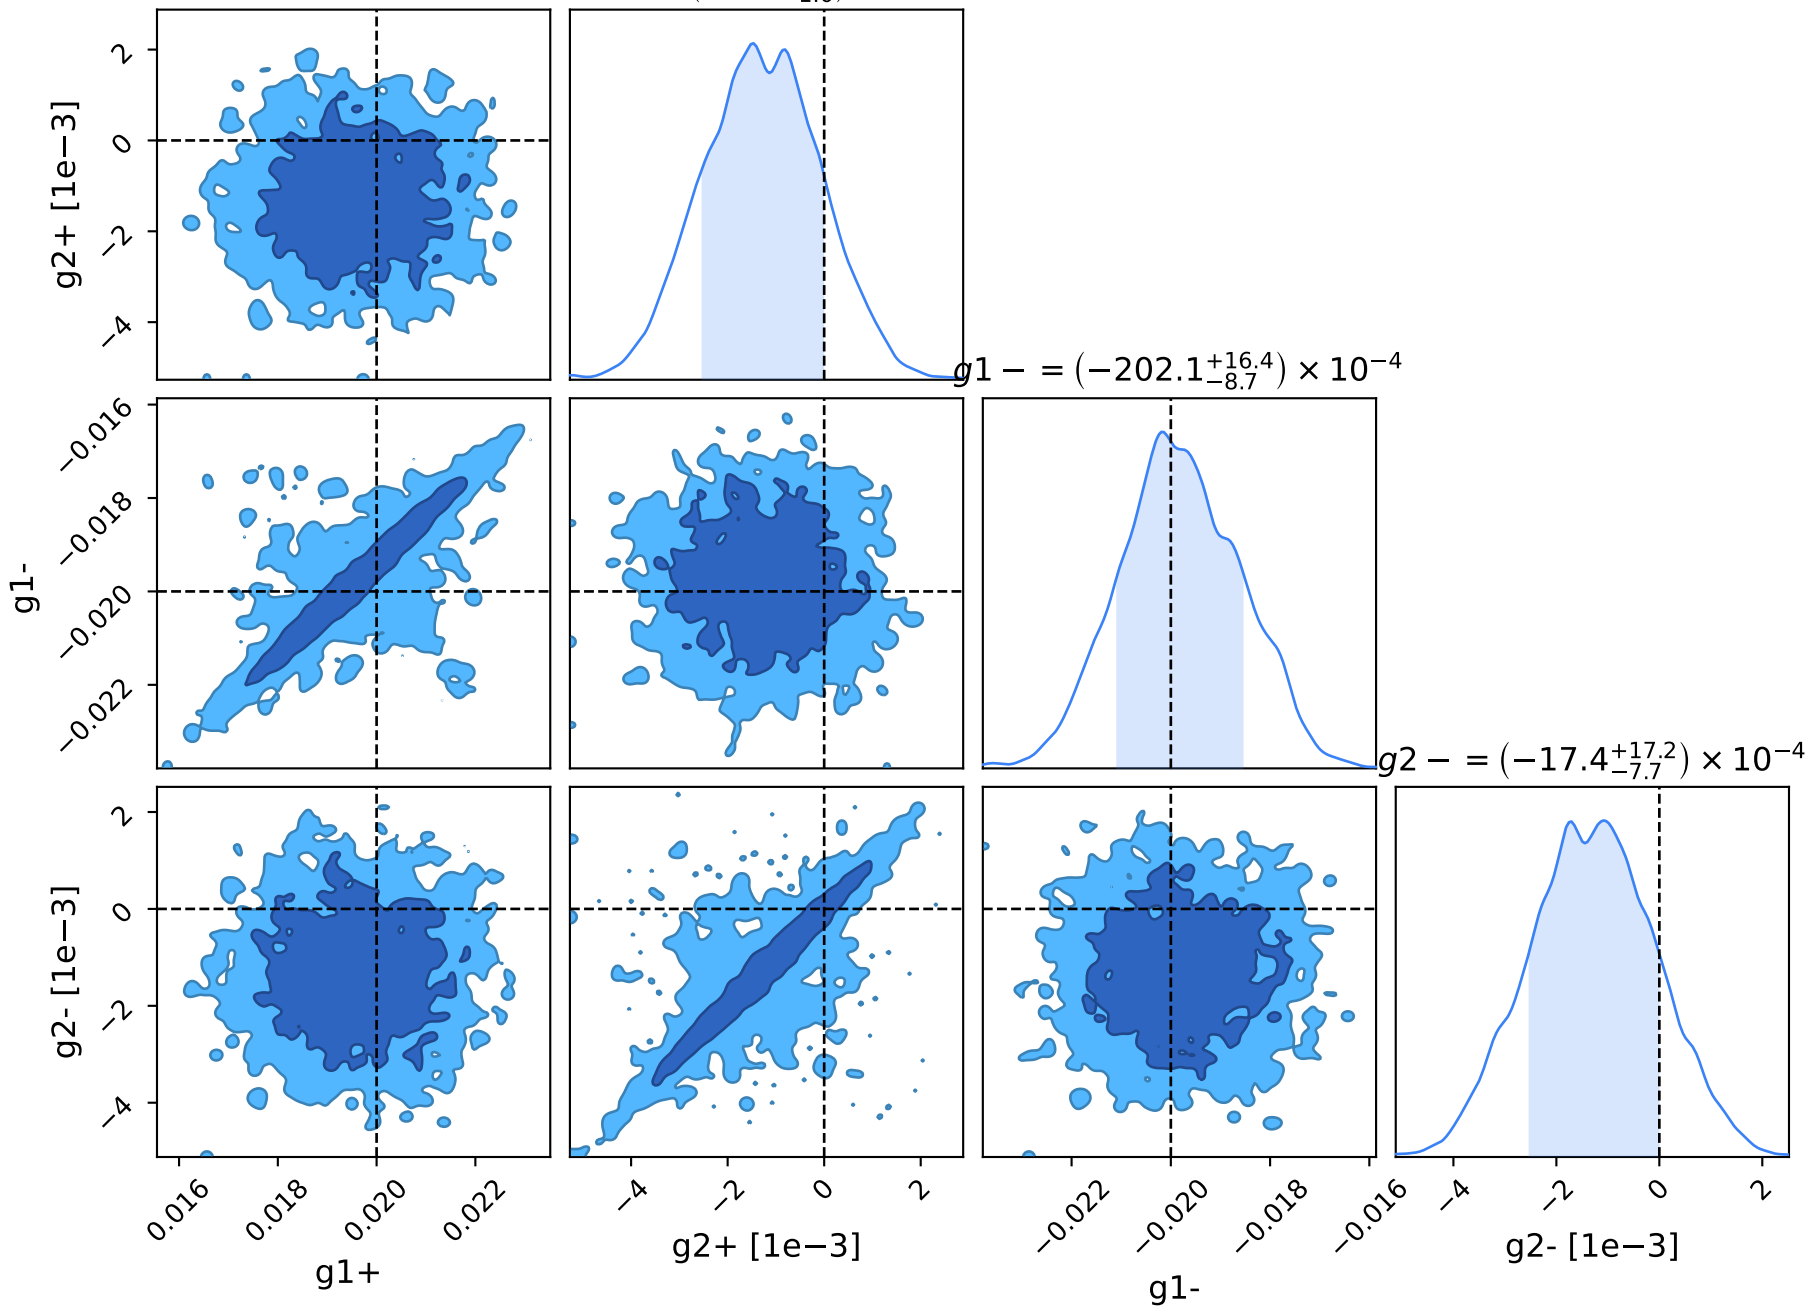 2
0
−2
−4
g2+ [1e−3]
g1− = (−202.1 +16.4 −8.7) × 10−4
−0.016
−0.018
−0.020
−0.022
g1-
g2− = (−17.4 +17.2 −7.7) × 10−4
2
0
−2
−4
g2- [1e−3]
0.016 0.018 0.020 0.022
g1+
−4 −2 0 2
g2+ [1e−3]
−0.022 −0.020 −0.018 −0.016
g1-
−4 −2 0 2
g2- [1e−3]